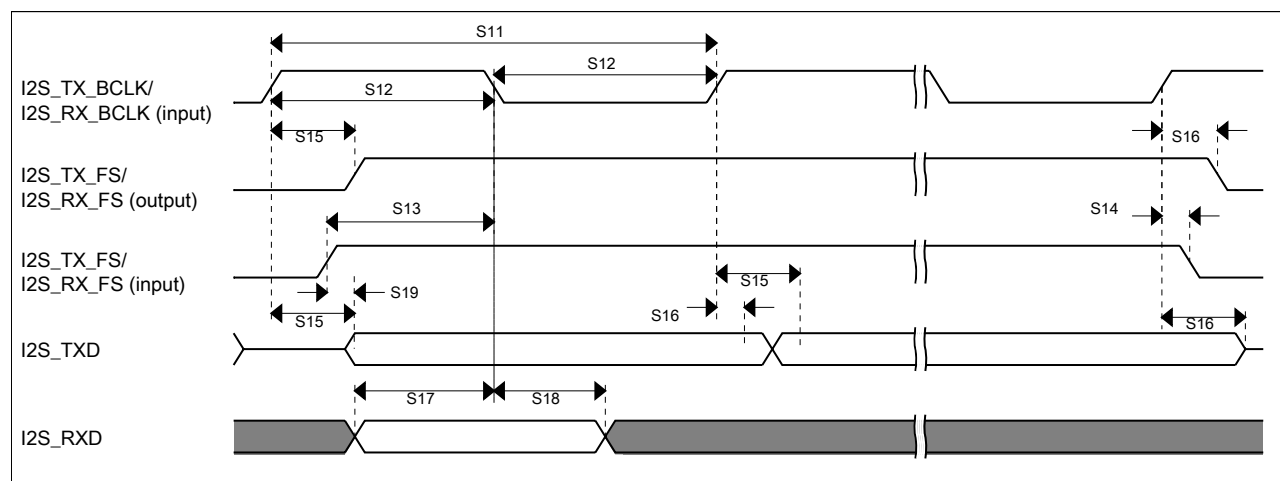 S11
S12
I2S_TX_BCLK/
I2S_RX_BCLK (input)
S12
S15
S16
I2S_TX_FS/
I2S_RX_FS (output)
S13
S14
I2S_TX_FS/
I2S_RX_FS (input)
S15
S19
S15
S16
S16
I2S_TXD
S17
S18
I2S_RXD